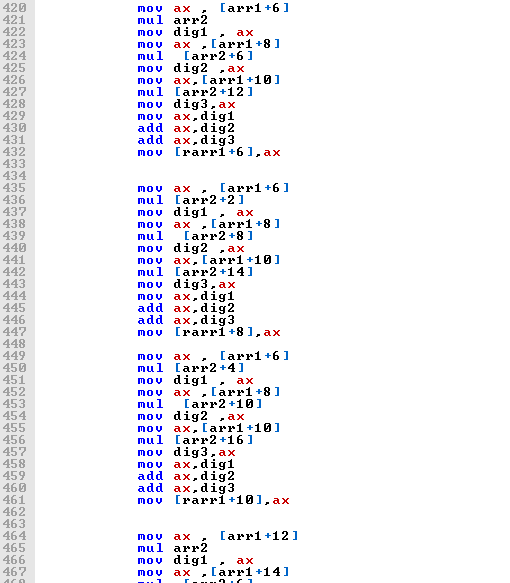 420 mov ax , [arr1+6]
421 mul arr2
422 mov dig1 , ax
423 mov ax ,[arr1+8]
424 mul  [arr2+6]
425 mov dig2 ,ax
426 mov ax,[arr1+10]
427 mul [arr2+12]
428 mov dig3,ax
429 mov ax,dig1
430 add ax,dig2
431 add ax,dig3
432 mov [rarr1+6],ax
433
434
435 mov ax , [arr1+6]
436 mul [arr2+2]
437 mov dig1 , ax
438 mov ax ,[arr1+8]
439 mul  [arr2+8]
440 mov dig2 ,ax
441 mov ax,[arr1+10]
442 mul [arr2+14]
443 mov dig3,ax
444 mov ax,dig1
445 add ax,dig2
446 add ax,dig3
447 mov [rarr1+8],ax
448
449 mov ax , [arr1+6]
450 mul [arr2+4]
451 mov dig1 , ax
452 mov ax ,[arr1+8]
453 mul  [arr2+10]
454 mov dig2 ,ax
455 mov ax,[arr1+10]
456 mul [arr2+16]
457 mov dig3,ax
458 mov ax,dig1
459 add ax,dig2
460 add ax,dig3
461 mov [rarr1+10],ax
462
463
464 mov ax , [arr1+12]
465 mul arr2
466 mov dig1 , ax
467 mov ax ,[arr1+14]
468 mul  [arr2+6]